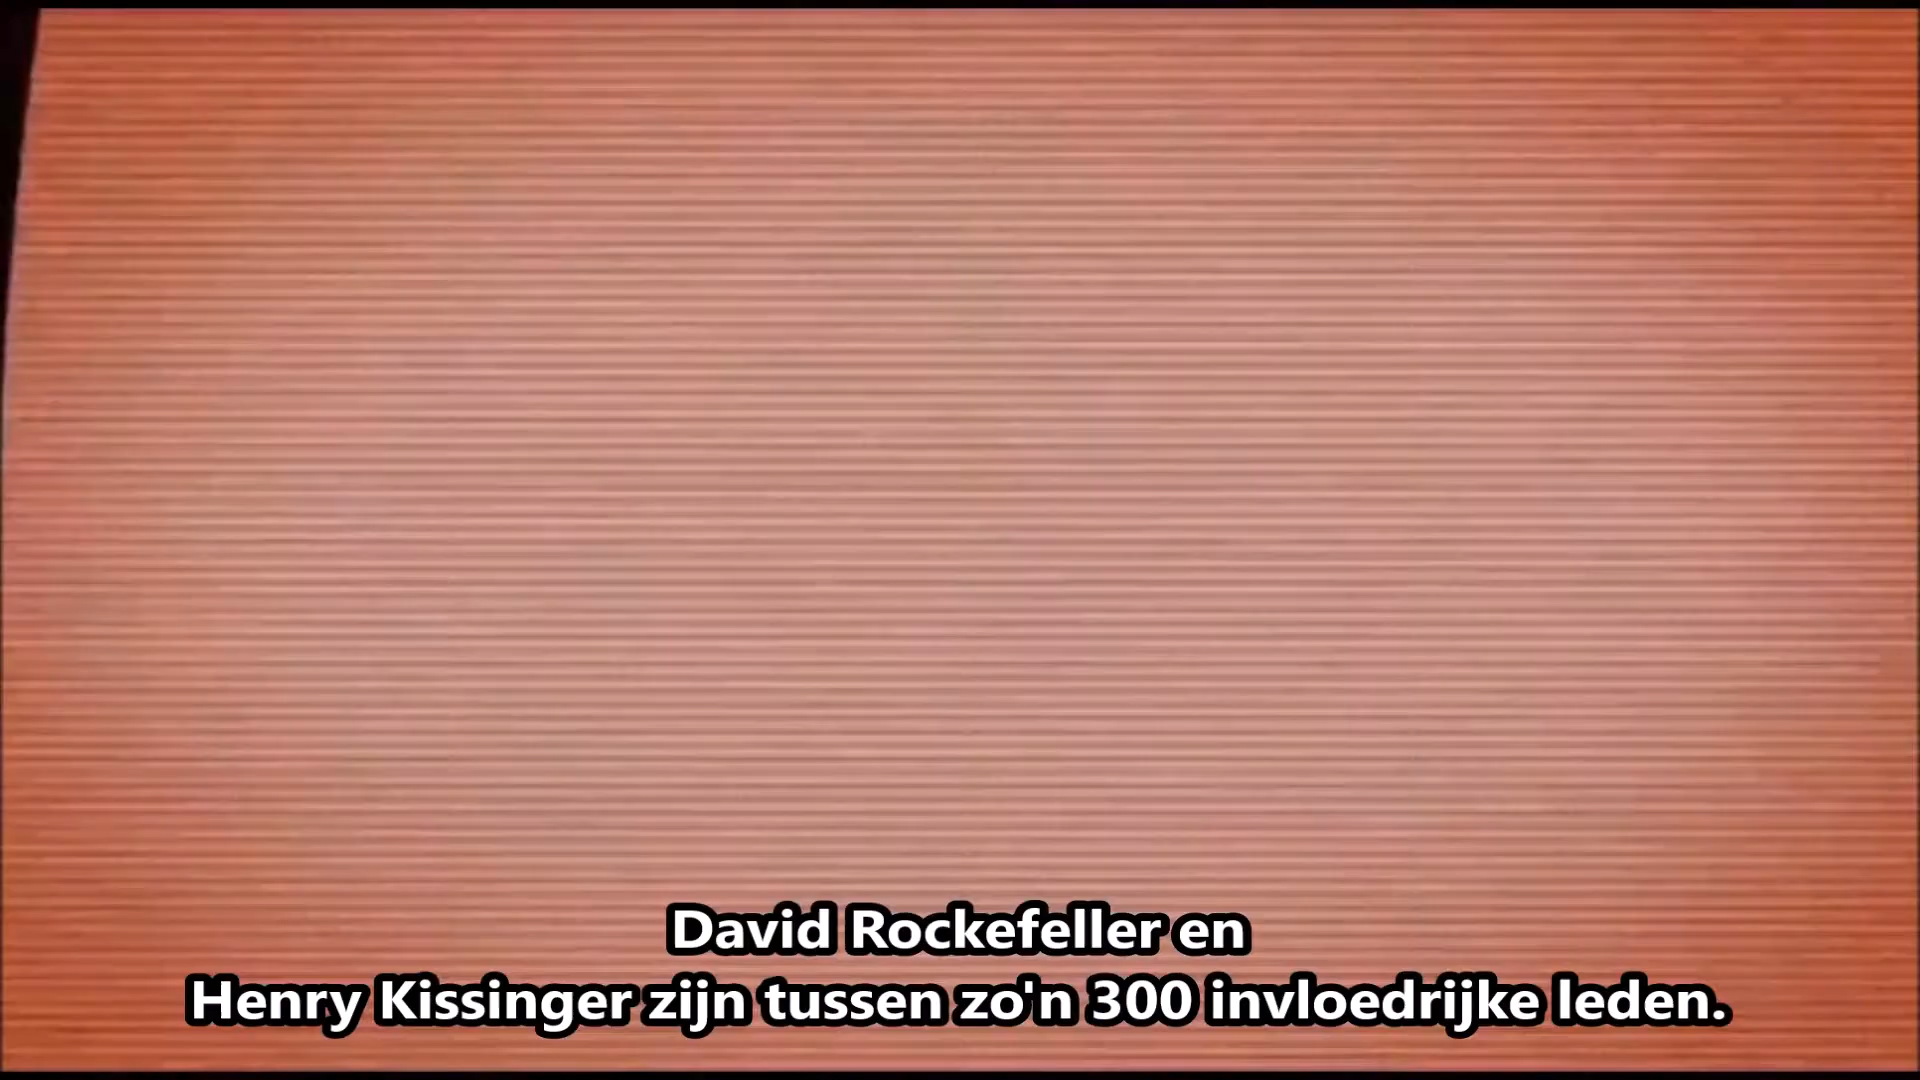 David Rockefeller en
Henry Kissinger zijn tussen zo'n 300 invloedrijke leden.